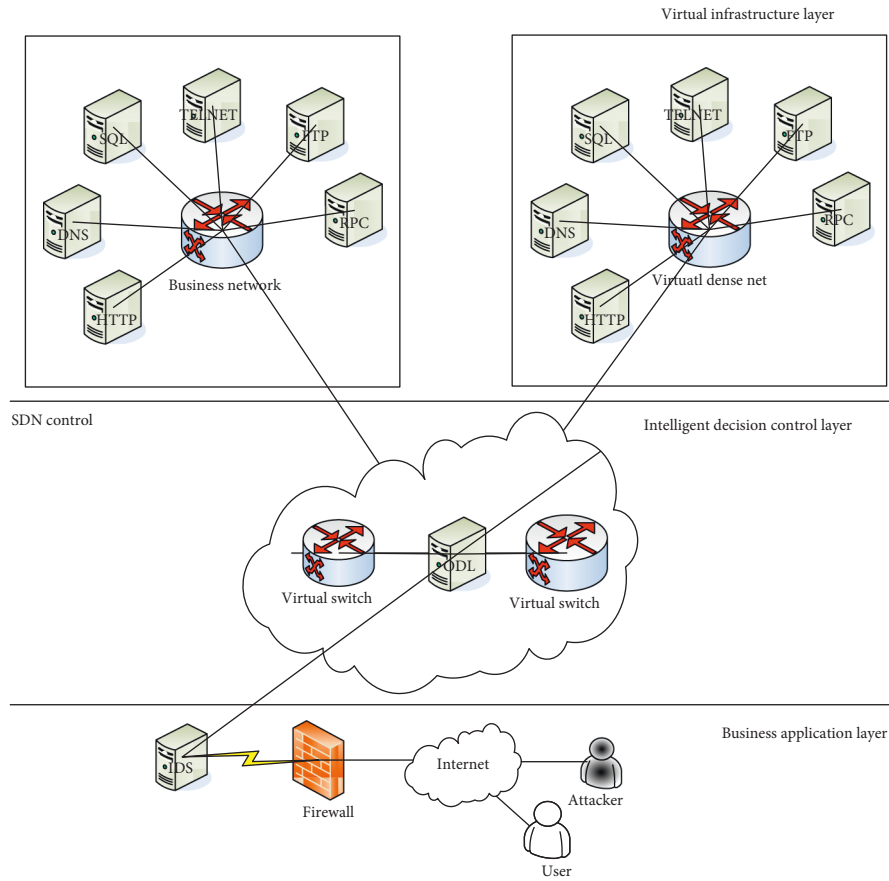 Virtual infrastructure layer
TELNET
SQL
FTP
DNS
RPC
HTTP
Business network
TELNET
SQL
FTP
DNS
RPC
HTTP
Virtuatl dense net
SDN control
Intelligent decision control layer
ODL
Virtual switch
Virtual switch
Business application layer
IDS
Firewall
Internet
Attacker
User